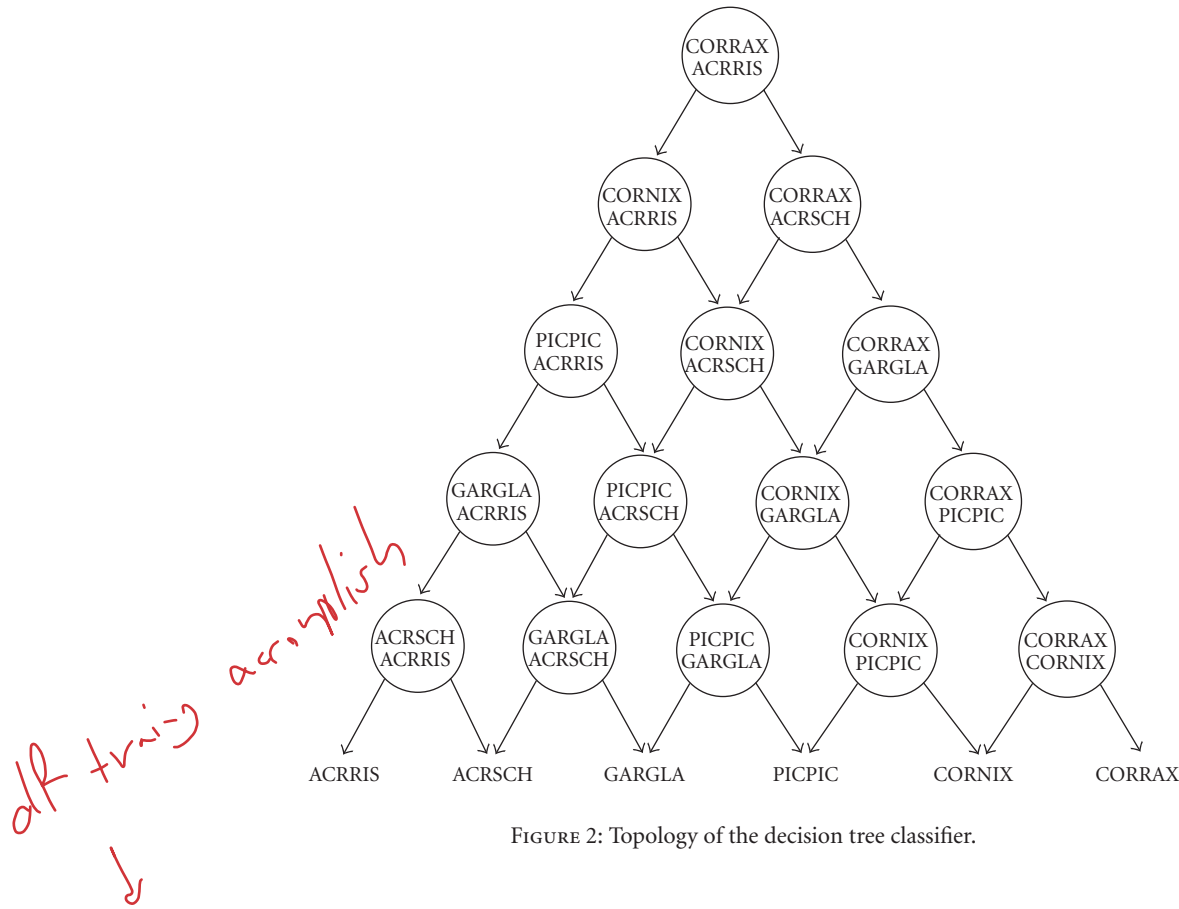 CORRAX
ACRRIS
CORNIX
ACRRIS
CORRAX
ACRSCH
PICPIC
ACRRIS
CORNIX
ACRSCH
CORRAX
GARGLA
GARGLA
ACRRIS
PICPIC
ACRSCH
CORNIX
GARGLA
CORRAX
PICPIC
ACRSCH
ACRRIS
GARGLA
ACRSCH
PICPIC
GARGLA
CORNIX
PICPIC
CORRAX
CORNIX
ACRRIS
ACRSCH
GARGLA
PICPIC
CORNIX
CORRAX
FIGURE 2: Topology of the decision tree classifier.